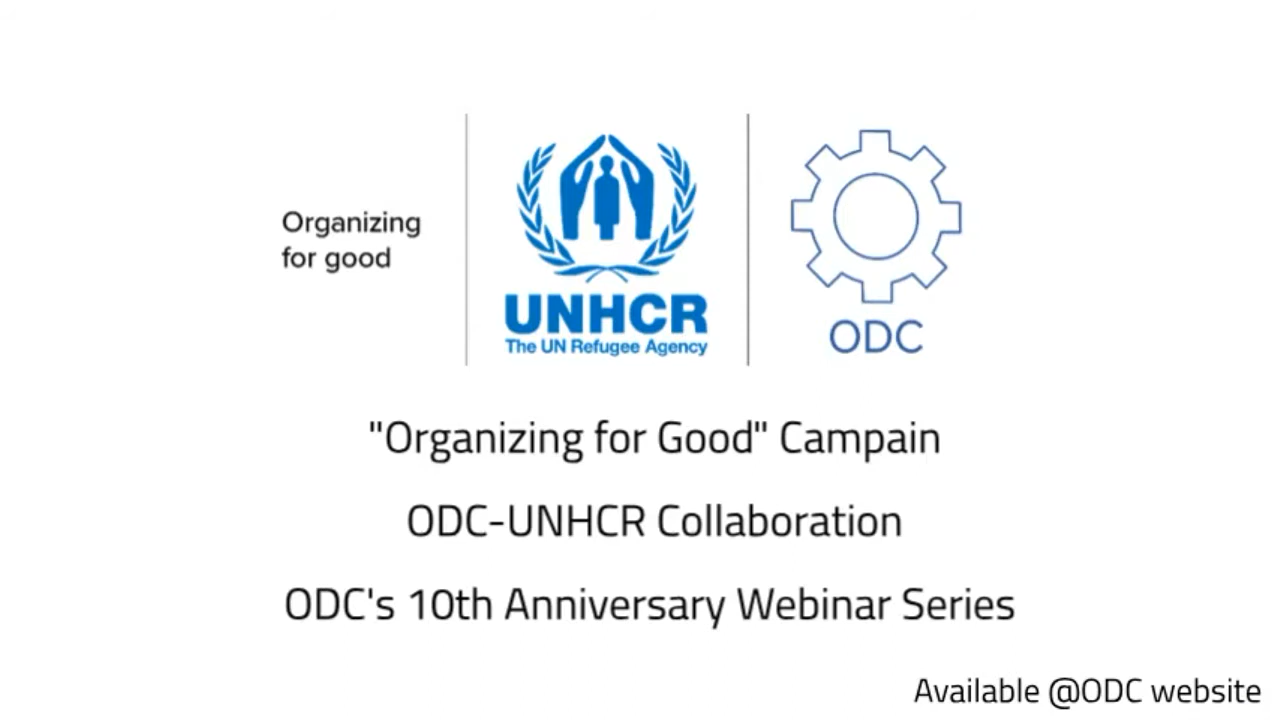 Organizing
for good
UNHCR
The UN Refugee Agency
ODC
"Organizing for Good" Campain
ODC-UNHCR Collaboration
ODC's 10th Anniversary Webinar Series
Available @ODC website